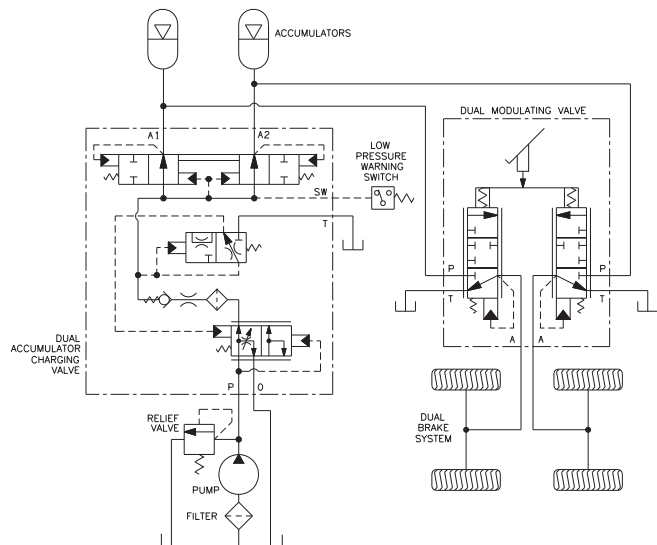 ACCUMULATORS
DUAL MODULATING VALVE
A1
A2
LOW
PRESSURE
WARNING
SWITCH
SW
T
P
T
P
T
A
A
DUAL
ACCUMULATOR
CHARGING
VALVE
P
O
RELIEF
VALVE
DUAL
BRAKE
SYSTEM
PUMP
FILTER